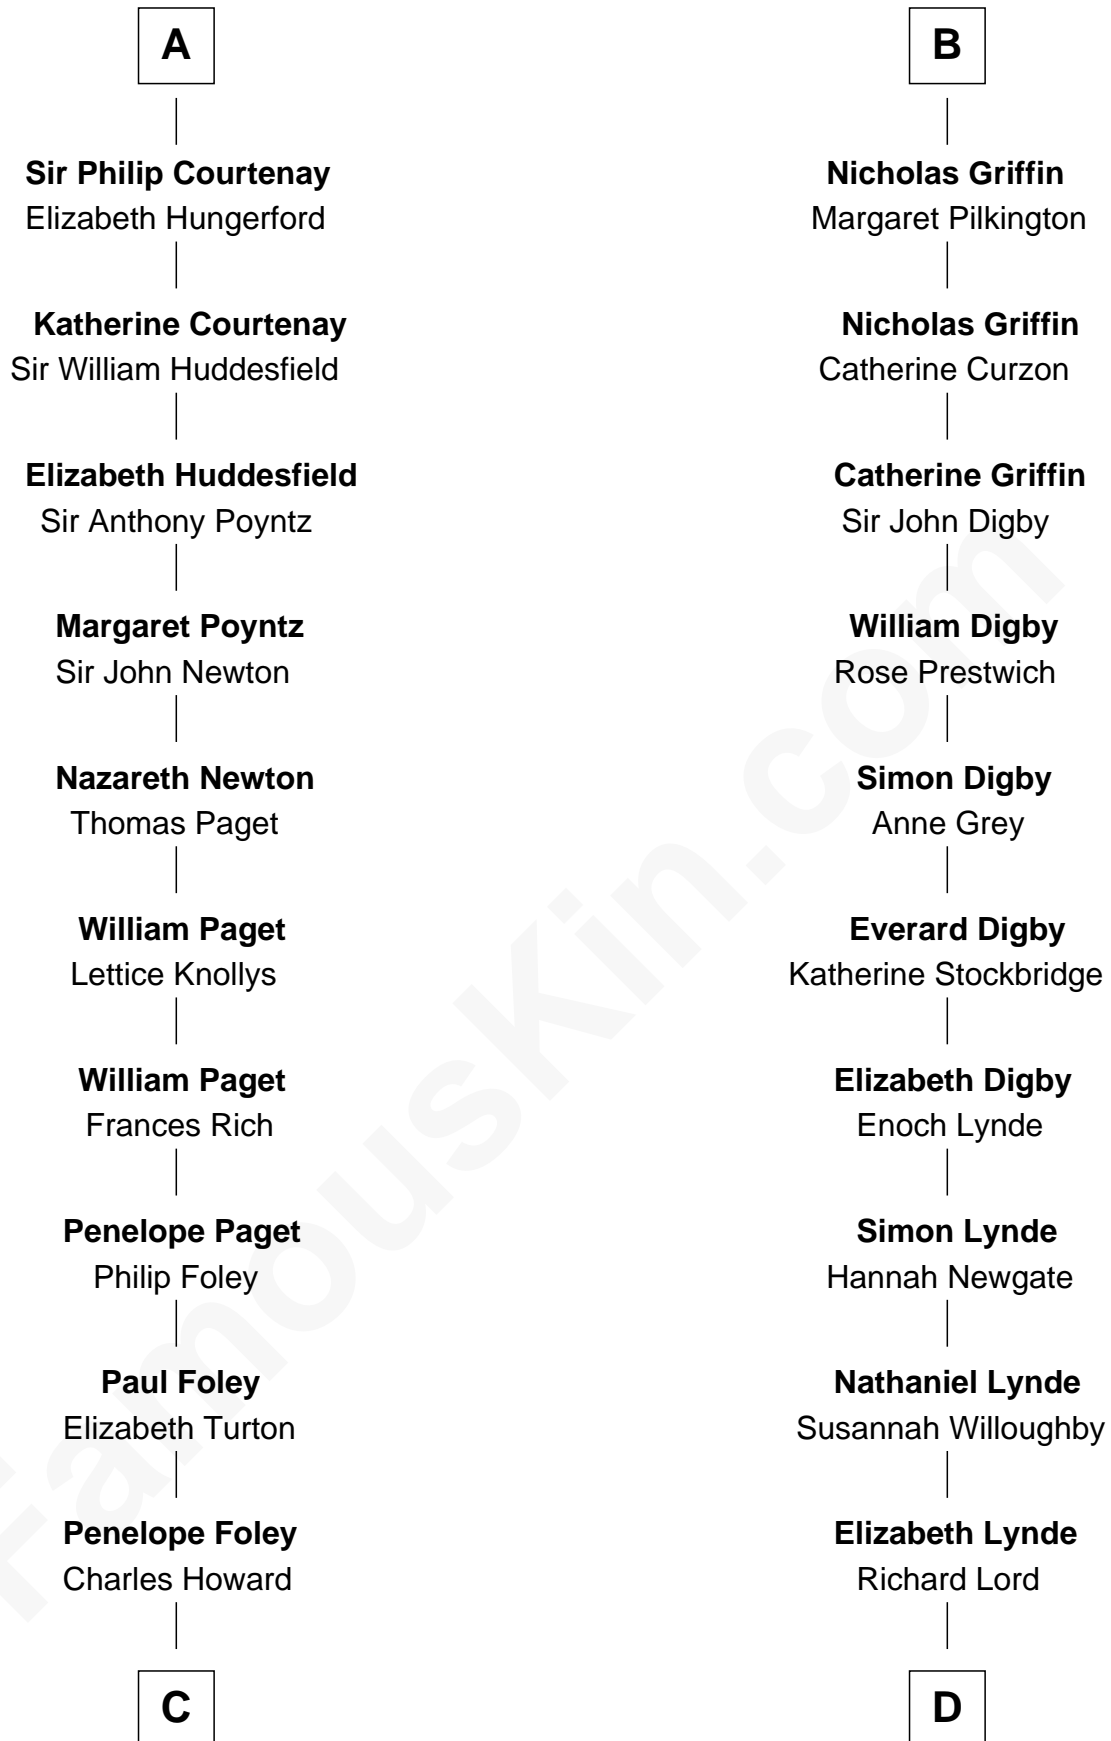 A
Sir Philip Courtenay
Elizabeth Hungerford
Katherine Courtenay
Sir William Huddesfield
Elizabeth Huddesfield
Sir Anthony Poyntz
Margaret Poyntz
Sir John Newton
Nazareth Newton
Thomas Paget
William Paget
Lettice Knollys
William Paget
Frances Rich
Penelope Paget
Philip Foley
Paul Foley
Elizabeth Turton
Penelope Foley
Charles Howard
C
B
Nicholas Griffin
Margaret Pilkington
Nicholas Griffin
Catherine Curzon
Catherine Griffin
Sir John Digby
William Digby
Rose Prestwich
Simon Digby
Anne Grey
Everard Digby
Katherine Stockbridge
Elizabeth Digby
Enoch Lynde
Simon Lynde
Hannah Newgate
Nathaniel Lynde
Susannah Willoughby
Elizabeth Lynde
Richard Lord
D
FamousKin.com